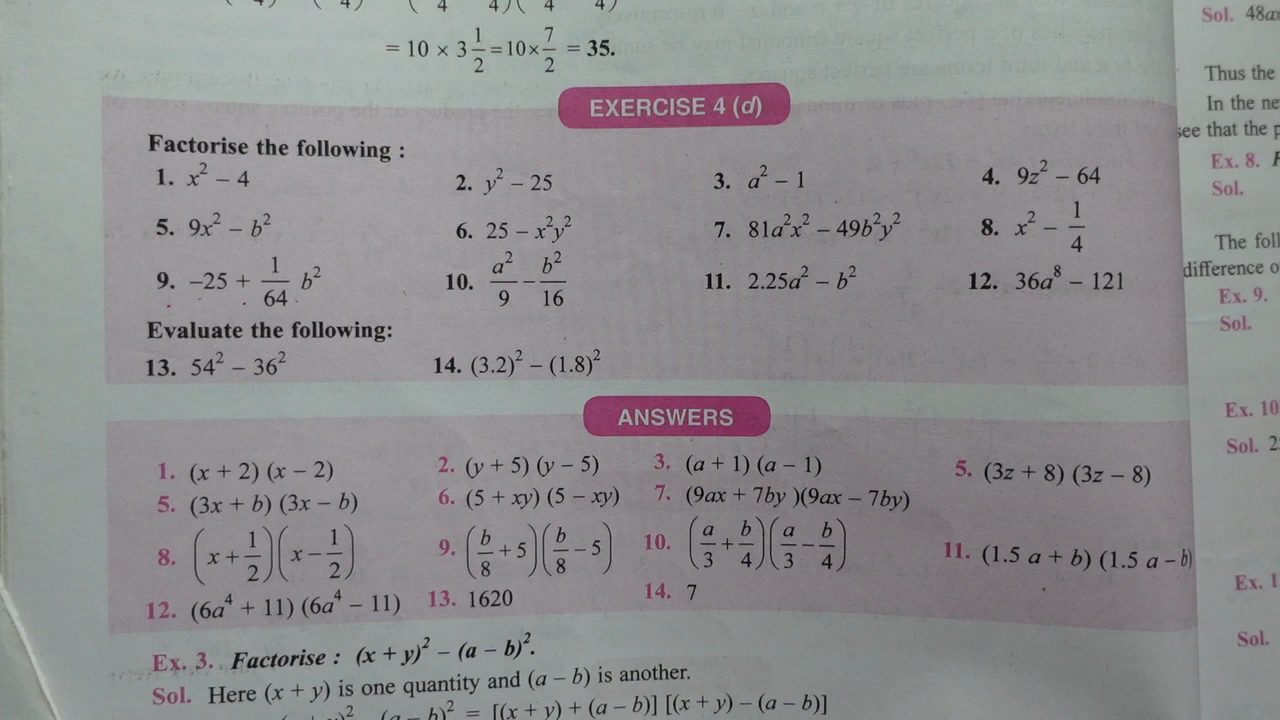 = 10 × 3 1/2 = 10 × 7/2 = 35.
EXERCISE 4 (d)
Factorise the following :
1. x² – 4 2. y² – 25 3. a² – 1 4. 9z² – 64
5. 9x² – b² 6. 25 – x²y² 7. 81a²x² – 49b²y² 8. x² – 1/4
9. –25 + 1/64 b² 10. a²/9 – b²/16 11. 2.25a² – b² 12. 36a⁸ – 121
Evaluate the following:
13. 54² – 36² 14. (3.2)² – (1.8)²
ANSWERS
1. (x + 2) (x – 2) 2. (y + 5) (y – 5) 3. (a + 1) (a – 1) 5. (3z + 8) (3z – 8)
5. (3x + b) (3x – b) 6. (5 + xy) (5 – xy) 7. (9ax + 7by )(9ax – 7by)
8. (x + 1/2)(x – 1/2) 9. (b/8 + 5)(b/8 – 5) 10. (a/3 + b/4)(a/3 – b/4) 11. (1.5 a + b) (1.5 a – b)
12. (6a⁴ + 11) (6a⁴ – 11) 13. 1620 14. 7
Ex. 3. Factorise : (x + y)² – (a – b)².
Sol. Here (x + y) is one quantity and (a – b) is another.
= [(x + y) + (a – b)] [(x + y) – (a – b)]
Sol. 48a
Thus the
In the ne
see that the p
Ex. 8.
Sol.
The foll
difference o
Ex. 9.
Sol.
Ex. 10
Sol. 2
Ex. 1
Sol.